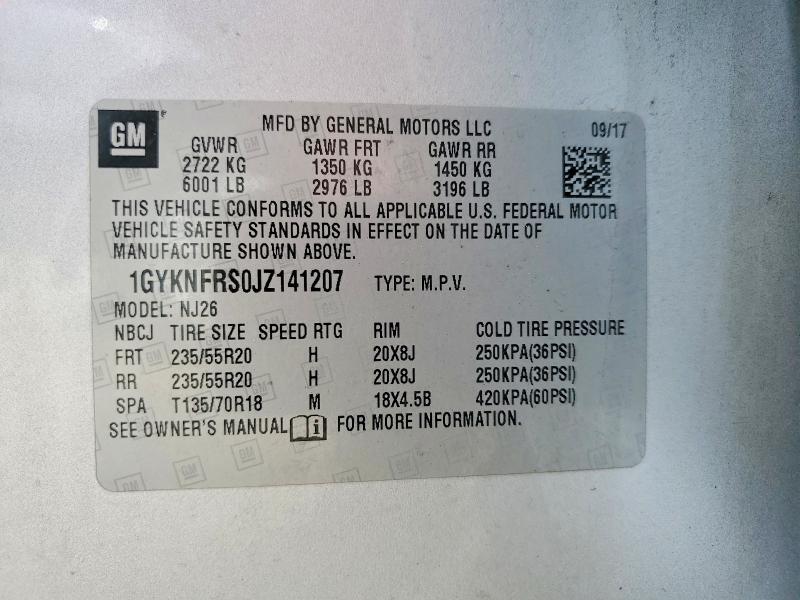 GM
MFD BY GENERAL MOTORS LLC 09/17
GVWR GAWR FRT GAWR RR
2722 KG 1350 KG 1450 KG
6001 LB 2976 LB 3196 LB
THIS VEHICLE CONFORMS TO ALL APPLICABLE U.S. FEDERAL MOTOR
VEHICLE SAFETY STANDARDS IN EFFECT ON THE DATE OF
MANUFACTURE SHOWN ABOVE.
1GYKNFRS0JZ141207 TYPE: M.P.V.
MODEL: NJ26
NBCJ TIRE SIZE SPEED RTG RIM COLD TIRE PRESSURE
FRT 235/55R20 H 20X8J 250KPA(36PSI)
RR 235/55R20 H 20X8J 250KPA(36PSI)
SPA T135/70R18 M 18X4.5B 420KPA(60PSI)
SEE OWNER'S MANUAL i FOR MORE INFORMATION.